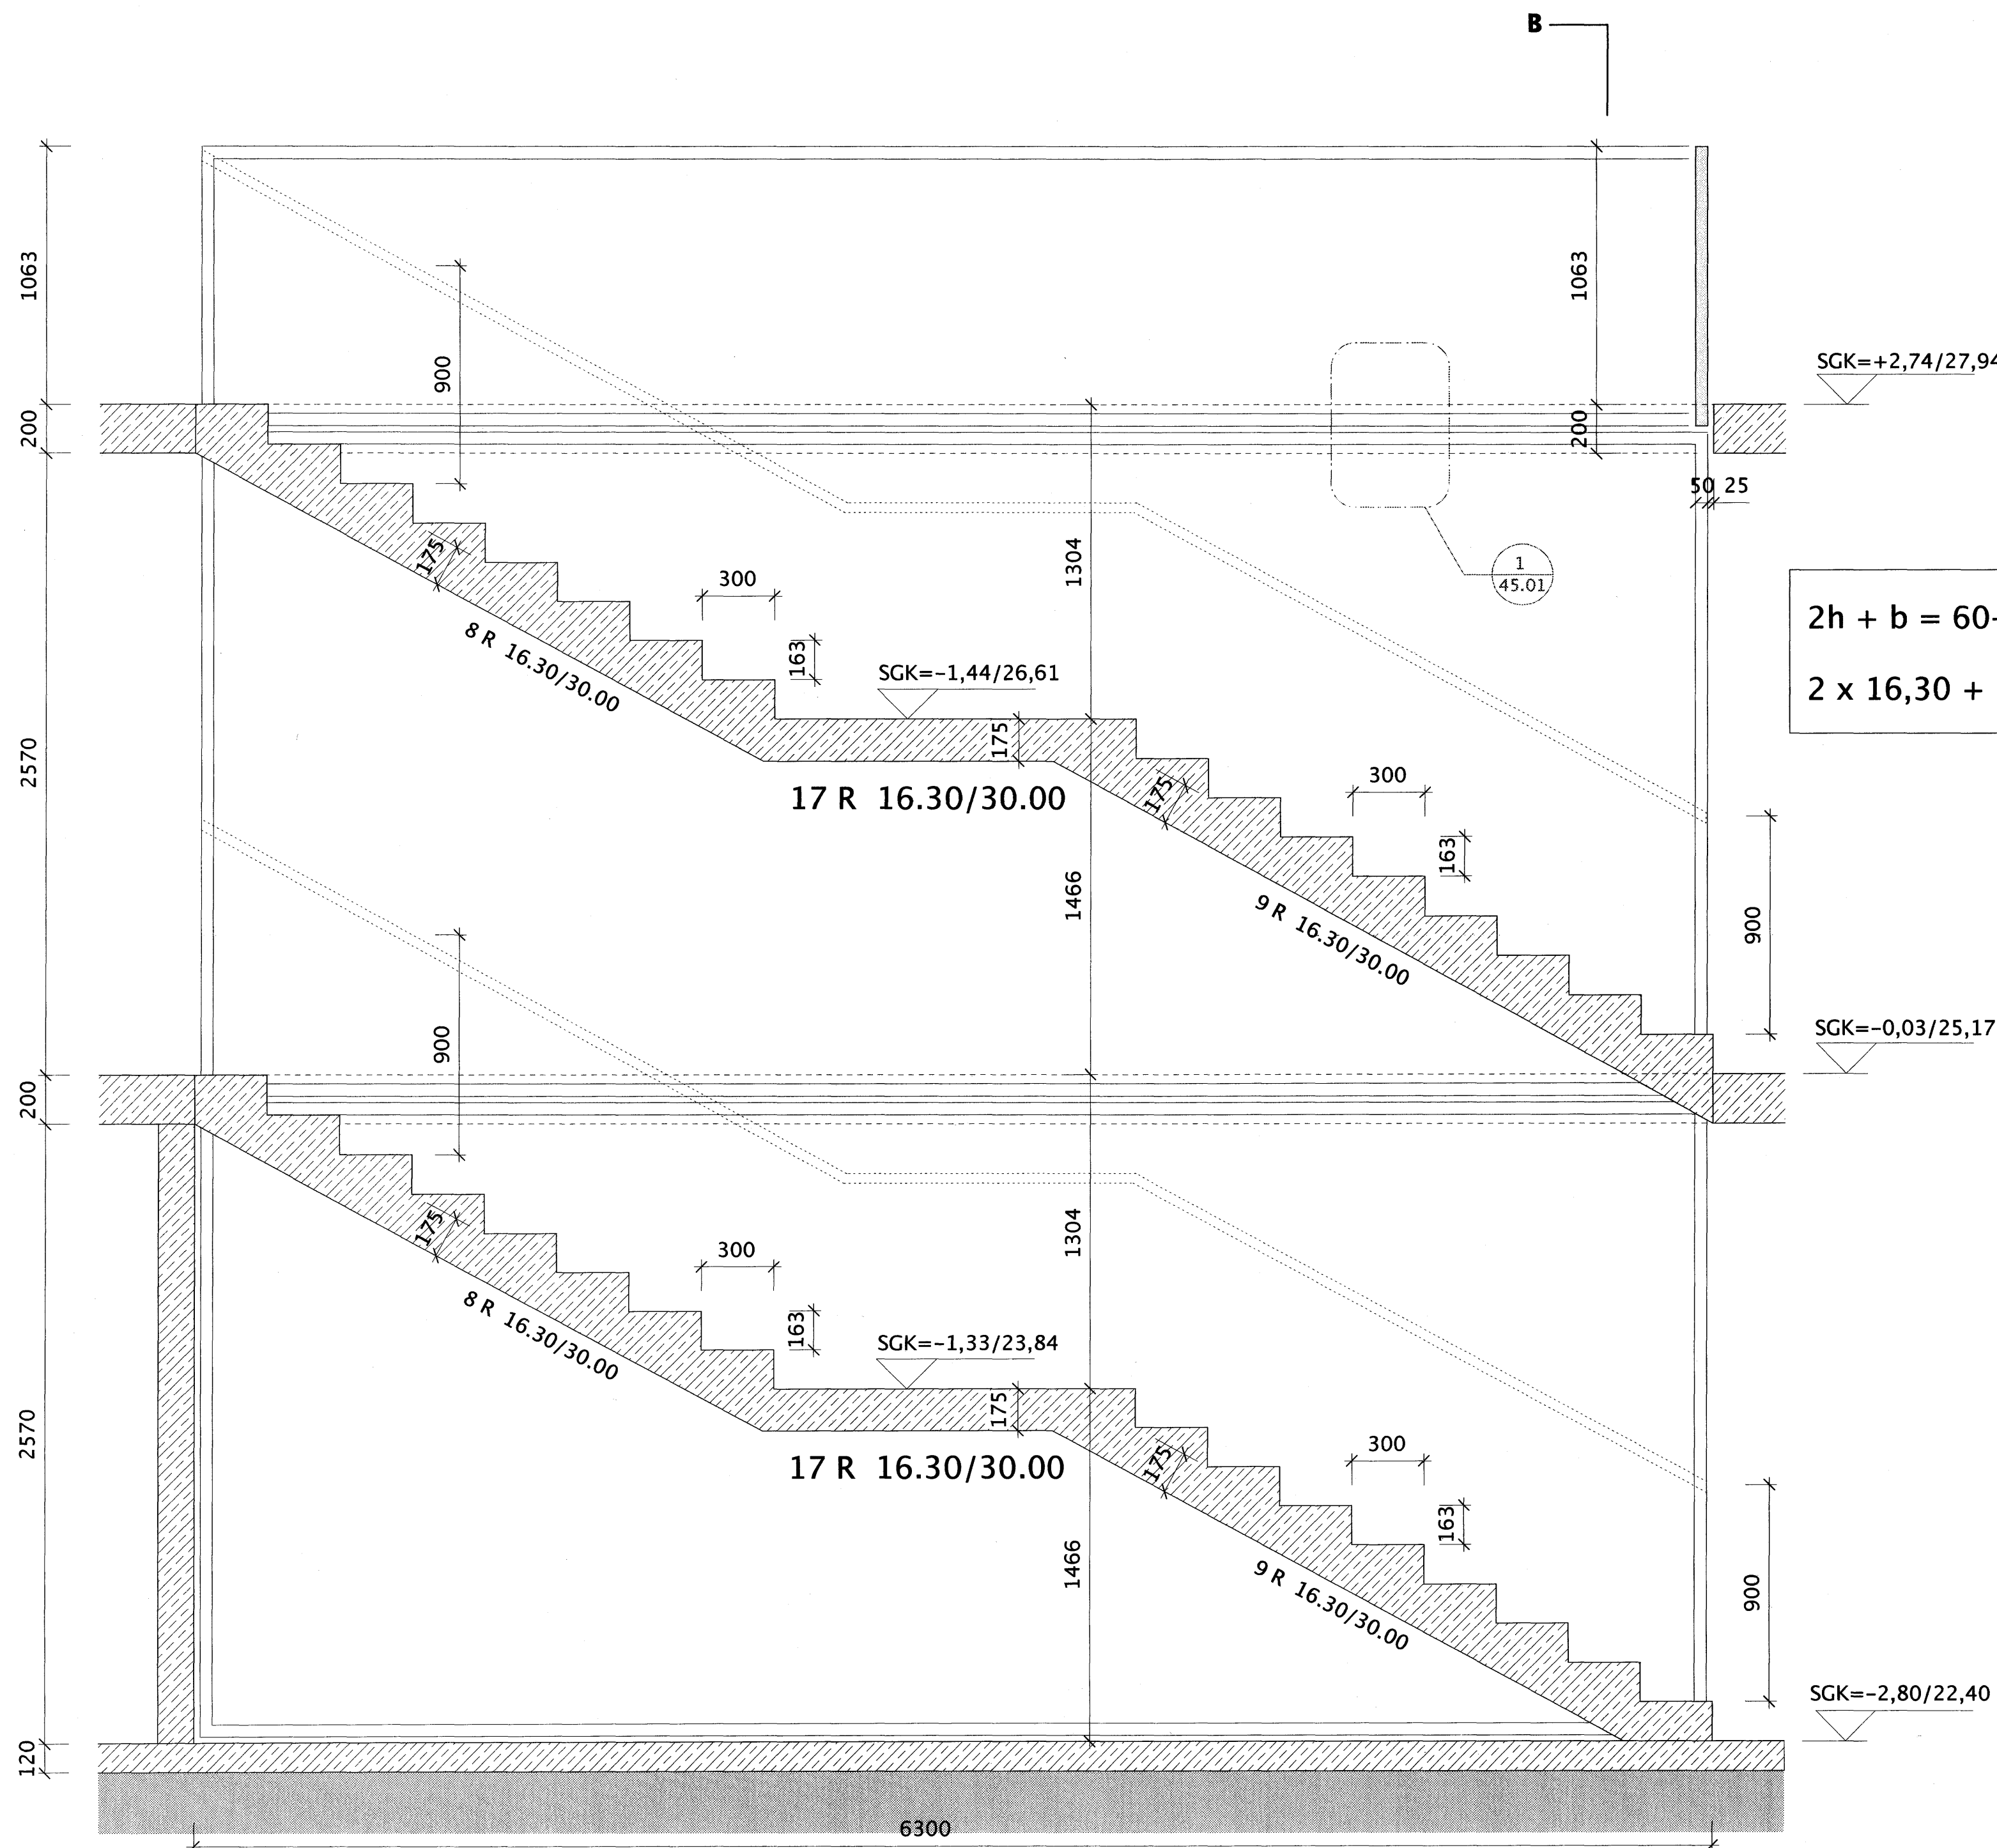 B
1063
1063
900
SGK=+2,74/27,94
200
200
50 25
175
1304
300
1
45.01
2h + b = 60-
8 R 16.30/30.00
163
SGK=-1,44/26,61
2 x 16,30 +
2570
175
17 R 16.30/30.00
175
300
163
1466
9 R 16.30/30.00
900
900
SGK=-0,03/25,17
200
175
1304
300
8 R 16.30/30.00
163
SGK=-1,33/23,84
2570
175
17 R 16.30/30.00
175
300
163
1466
9 R 16.30/30.00
900
SGK=-2,80/22,40
120
6300